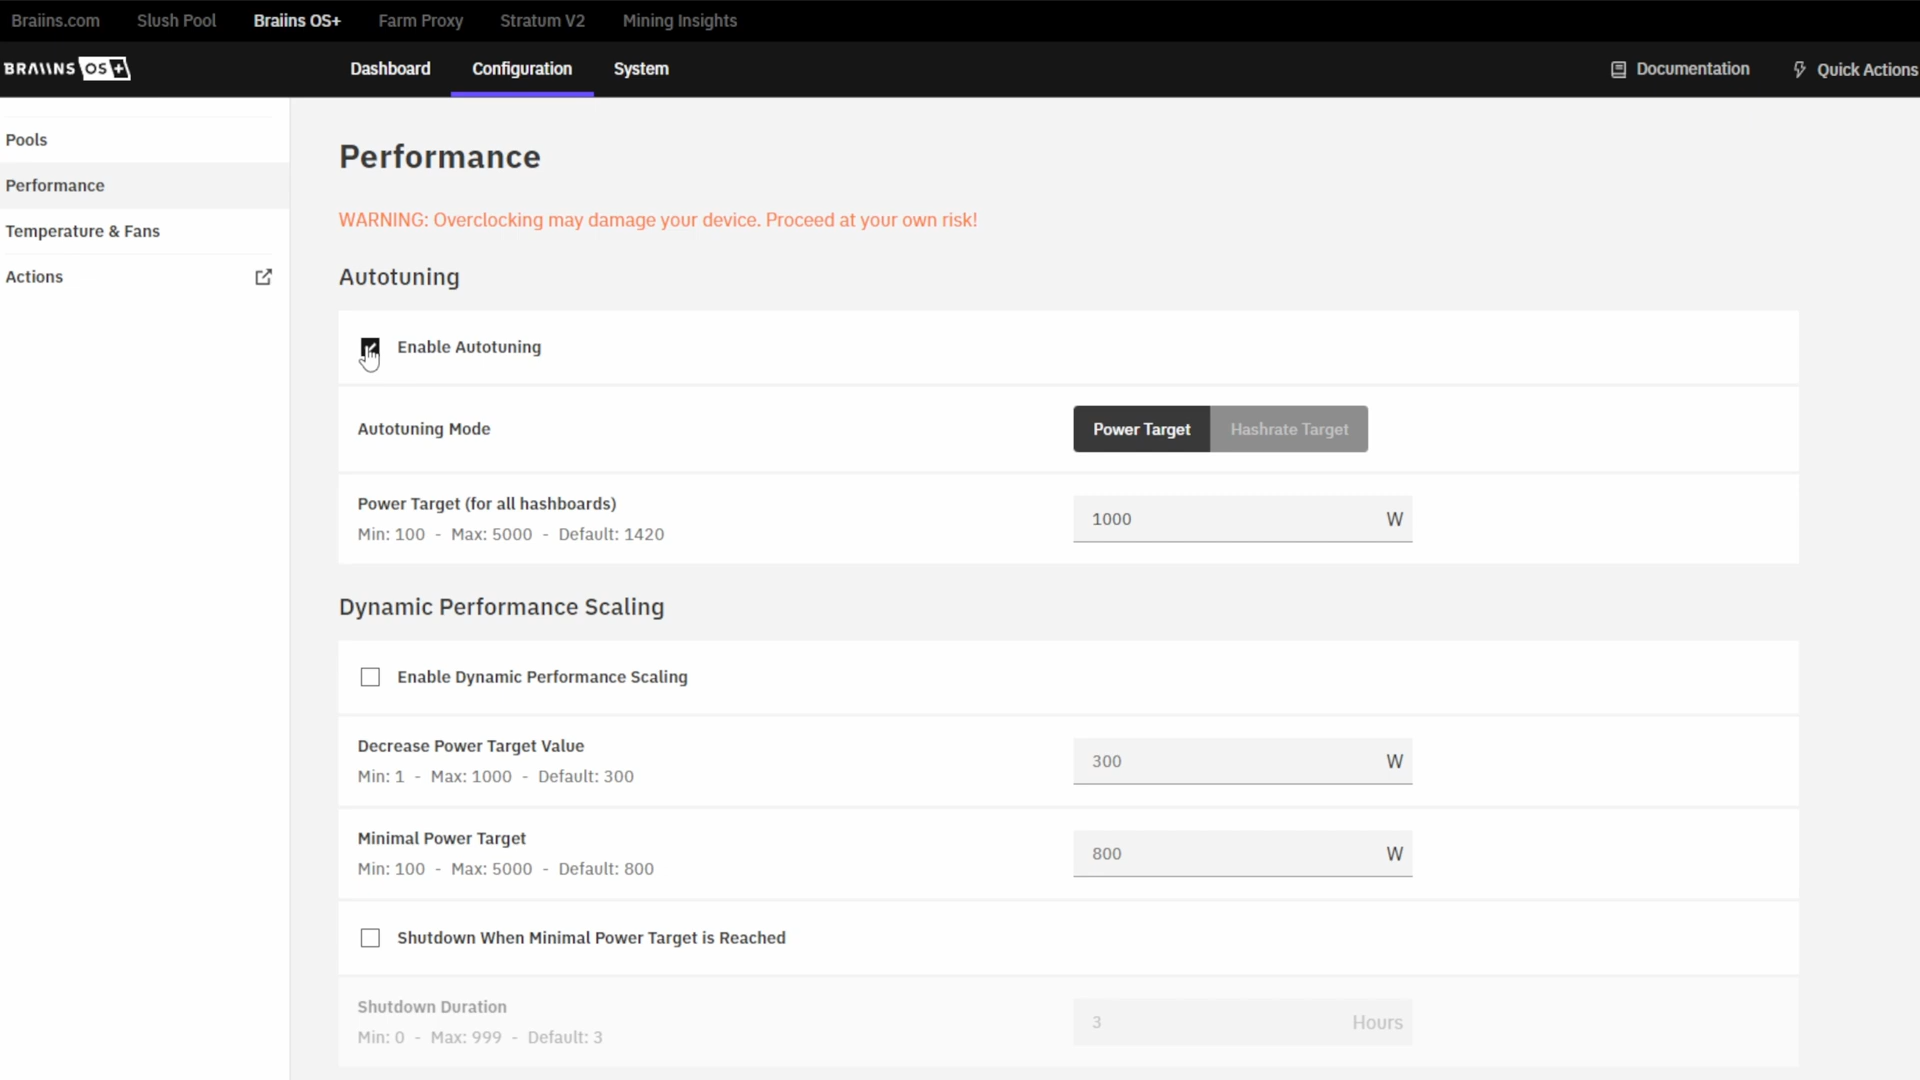 Braiins.com Slush Pool Braiins OS+ Farm Proxy Stratum V2 Mining Insights
BRAIINS OS+ Dashboard Configuration System Documentation Quick Actions
Pools
Performance
Temperature & Fans
Actions
Performance
WARNING: Overclocking may damage your device. Proceed at your own risk!
Autotuning
Enable Autotuning
Autotuning Mode Power Target Hashrate Target
Power Target (for all hashboards)
Min: 100 - Max: 5000 - Default: 1420
1000 W
Dynamic Performance Scaling
Enable Dynamic Performance Scaling
Decrease Power Target Value
Min: 1 - Max: 1000 - Default: 300
300 W
Minimal Power Target
Min: 100 - Max: 5000 - Default: 800
800 W
Shutdown When Minimal Power Target is Reached
Shutdown Duration
Min: 0 - Max: 999 - Default: 3
3 Hours